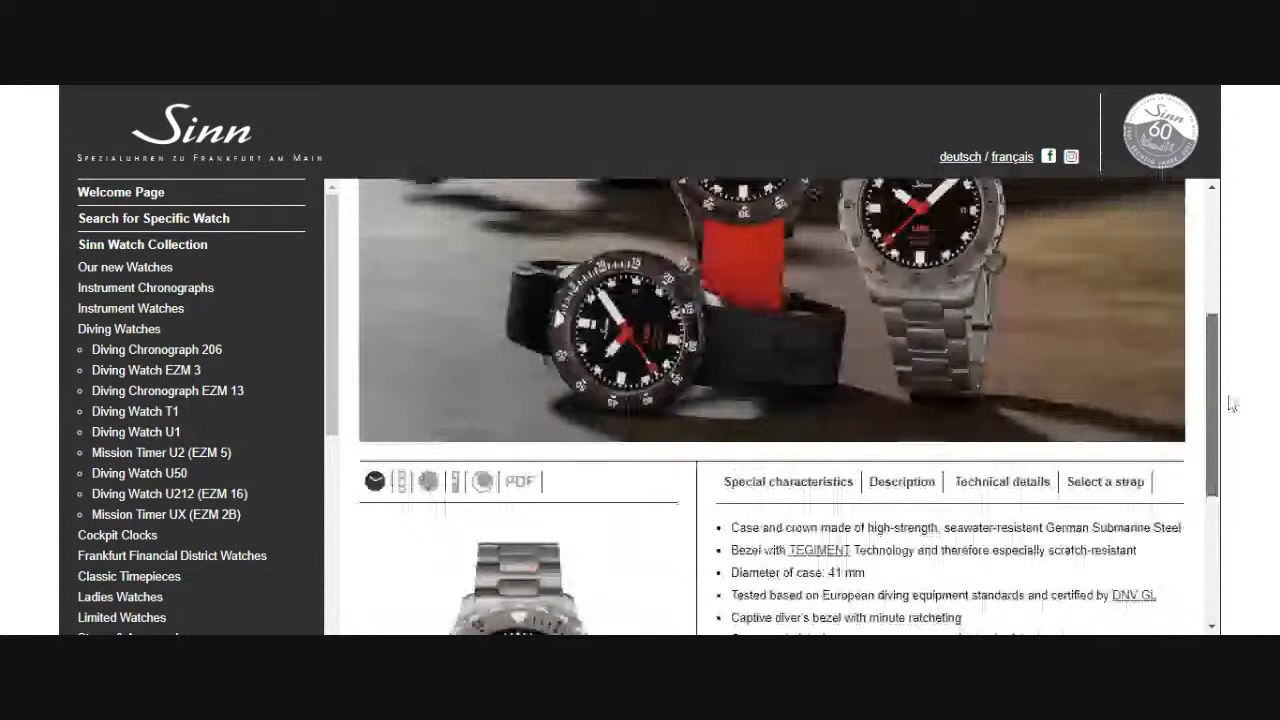 Sinn
SPEZIALUHREN ZU FRANKFURT AM MAIN
deutsch / français
Sinn
60
Welcome Page
Search for Specific Watch
Sinn Watch Collection
Our new Watches
Instrument Chronographs
Instrument Watches
Diving Watches
Diving Chronograph 206
Diving Watch EZM 3
Diving Chronograph EZM 13
Diving Watch T1
Diving Watch U1
Mission Timer U2 (EZM 5)
Diving Watch U50
Diving Watch U212 (EZM 16)
Mission Timer UX (EZM 2B)
Cockpit Clocks
Frankfurt Financial District Watches
Classic Timepieces
Ladies Watches
Limited Watches
PDF
Special characteristics
Description
Technical details
Select a strap
Case and crown made of high-strength, seawater-resistant German Submarine Steel
Bezel with TEGIMENT Technology and therefore especially scratch-resistant
Diameter of case: 41 mm
Tested based on European diving equipment standards and certified by DNV GL
Captive diver's bezel with minute ratcheting